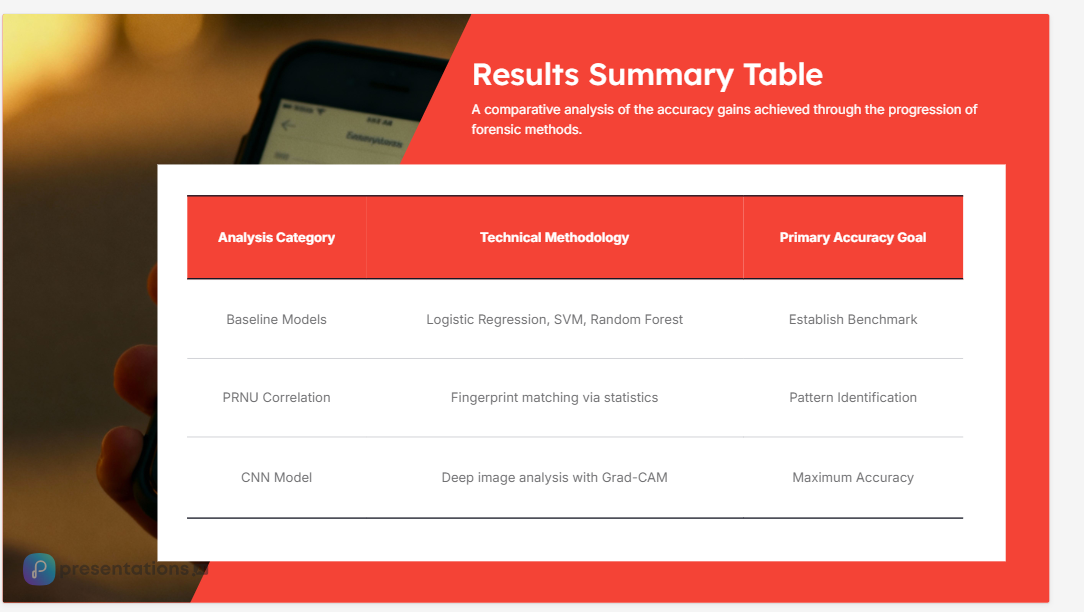 Results Summary Table
A comparative analysis of the accuracy gains achieved through the progression of
forensic methods.
Analysis Category Technical Methodology Primary Accuracy Goal
Baseline Models Logistic Regression, SVM, Random Forest Establish Benchmark
PRNU Correlation Fingerprint matching via statistics Pattern Identification
CNN Model Deep image analysis with Grad-CAM Maximum Accuracy
presentations